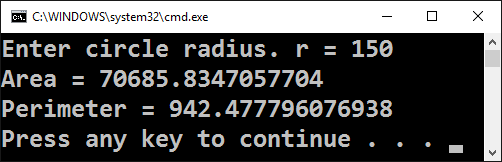 C:\WINDOWS\system32\cmd.exe
Enter circle radius. r = 150
Area = 70685.8347057704
Perimeter = 942.477796076938
Press any key to continue . . .